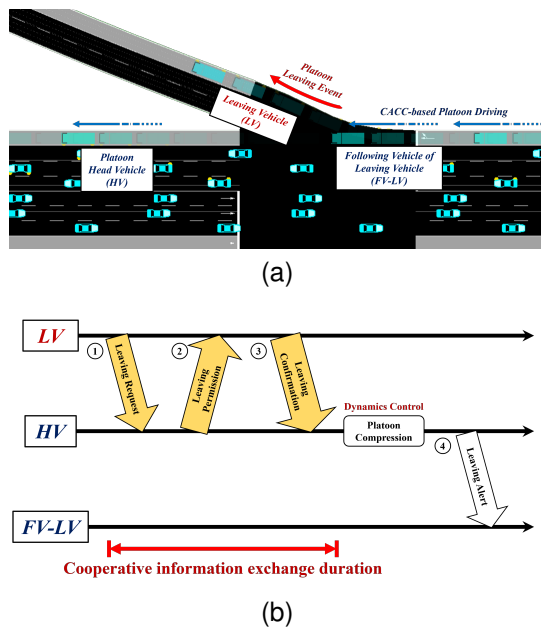 Platoon
Leaving Event
Leaving Vehicle
(LV)
CACC-based Platoon Driving
Platoon
Head Vehicle
(HV)
Following Vehicle of
Leaving Vehicle
(FV-LV)
(a)
LV
1
Leaving Request
2
Leaving
Permission
3
Leaving
Confirmation
HV
Dynamics Control
Platoon
Compression
4
Leaving Alert
FV-LV
Cooperative information exchange duration
(b)